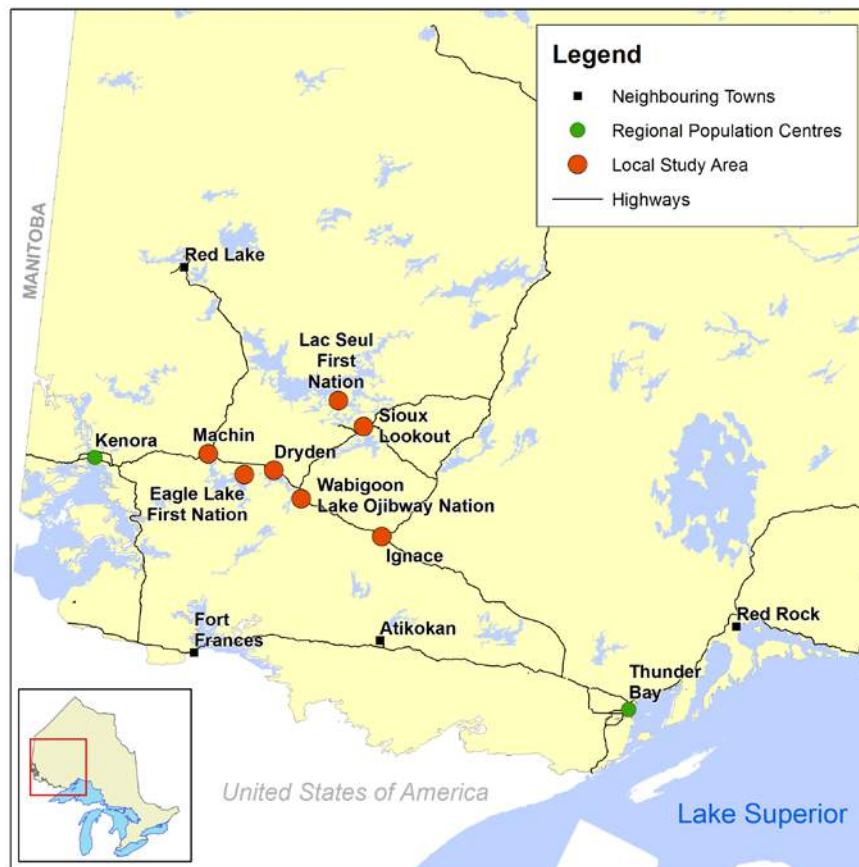 Legend
Neighbouring Towns
Regional Population Centres
Local Study Area
Highways
MANITOBA
Red Lake
Lac Seul
First
Nation
Sioux
Lookout
Kenora
Machin
Dryden
Eagle Lake
First Nation
Wabigoon
Lake Ojibway Nation
Ignace
Fort
Frances
Atikokan
Red Rock
Thunder
Bay
United States of America
Lake Superior